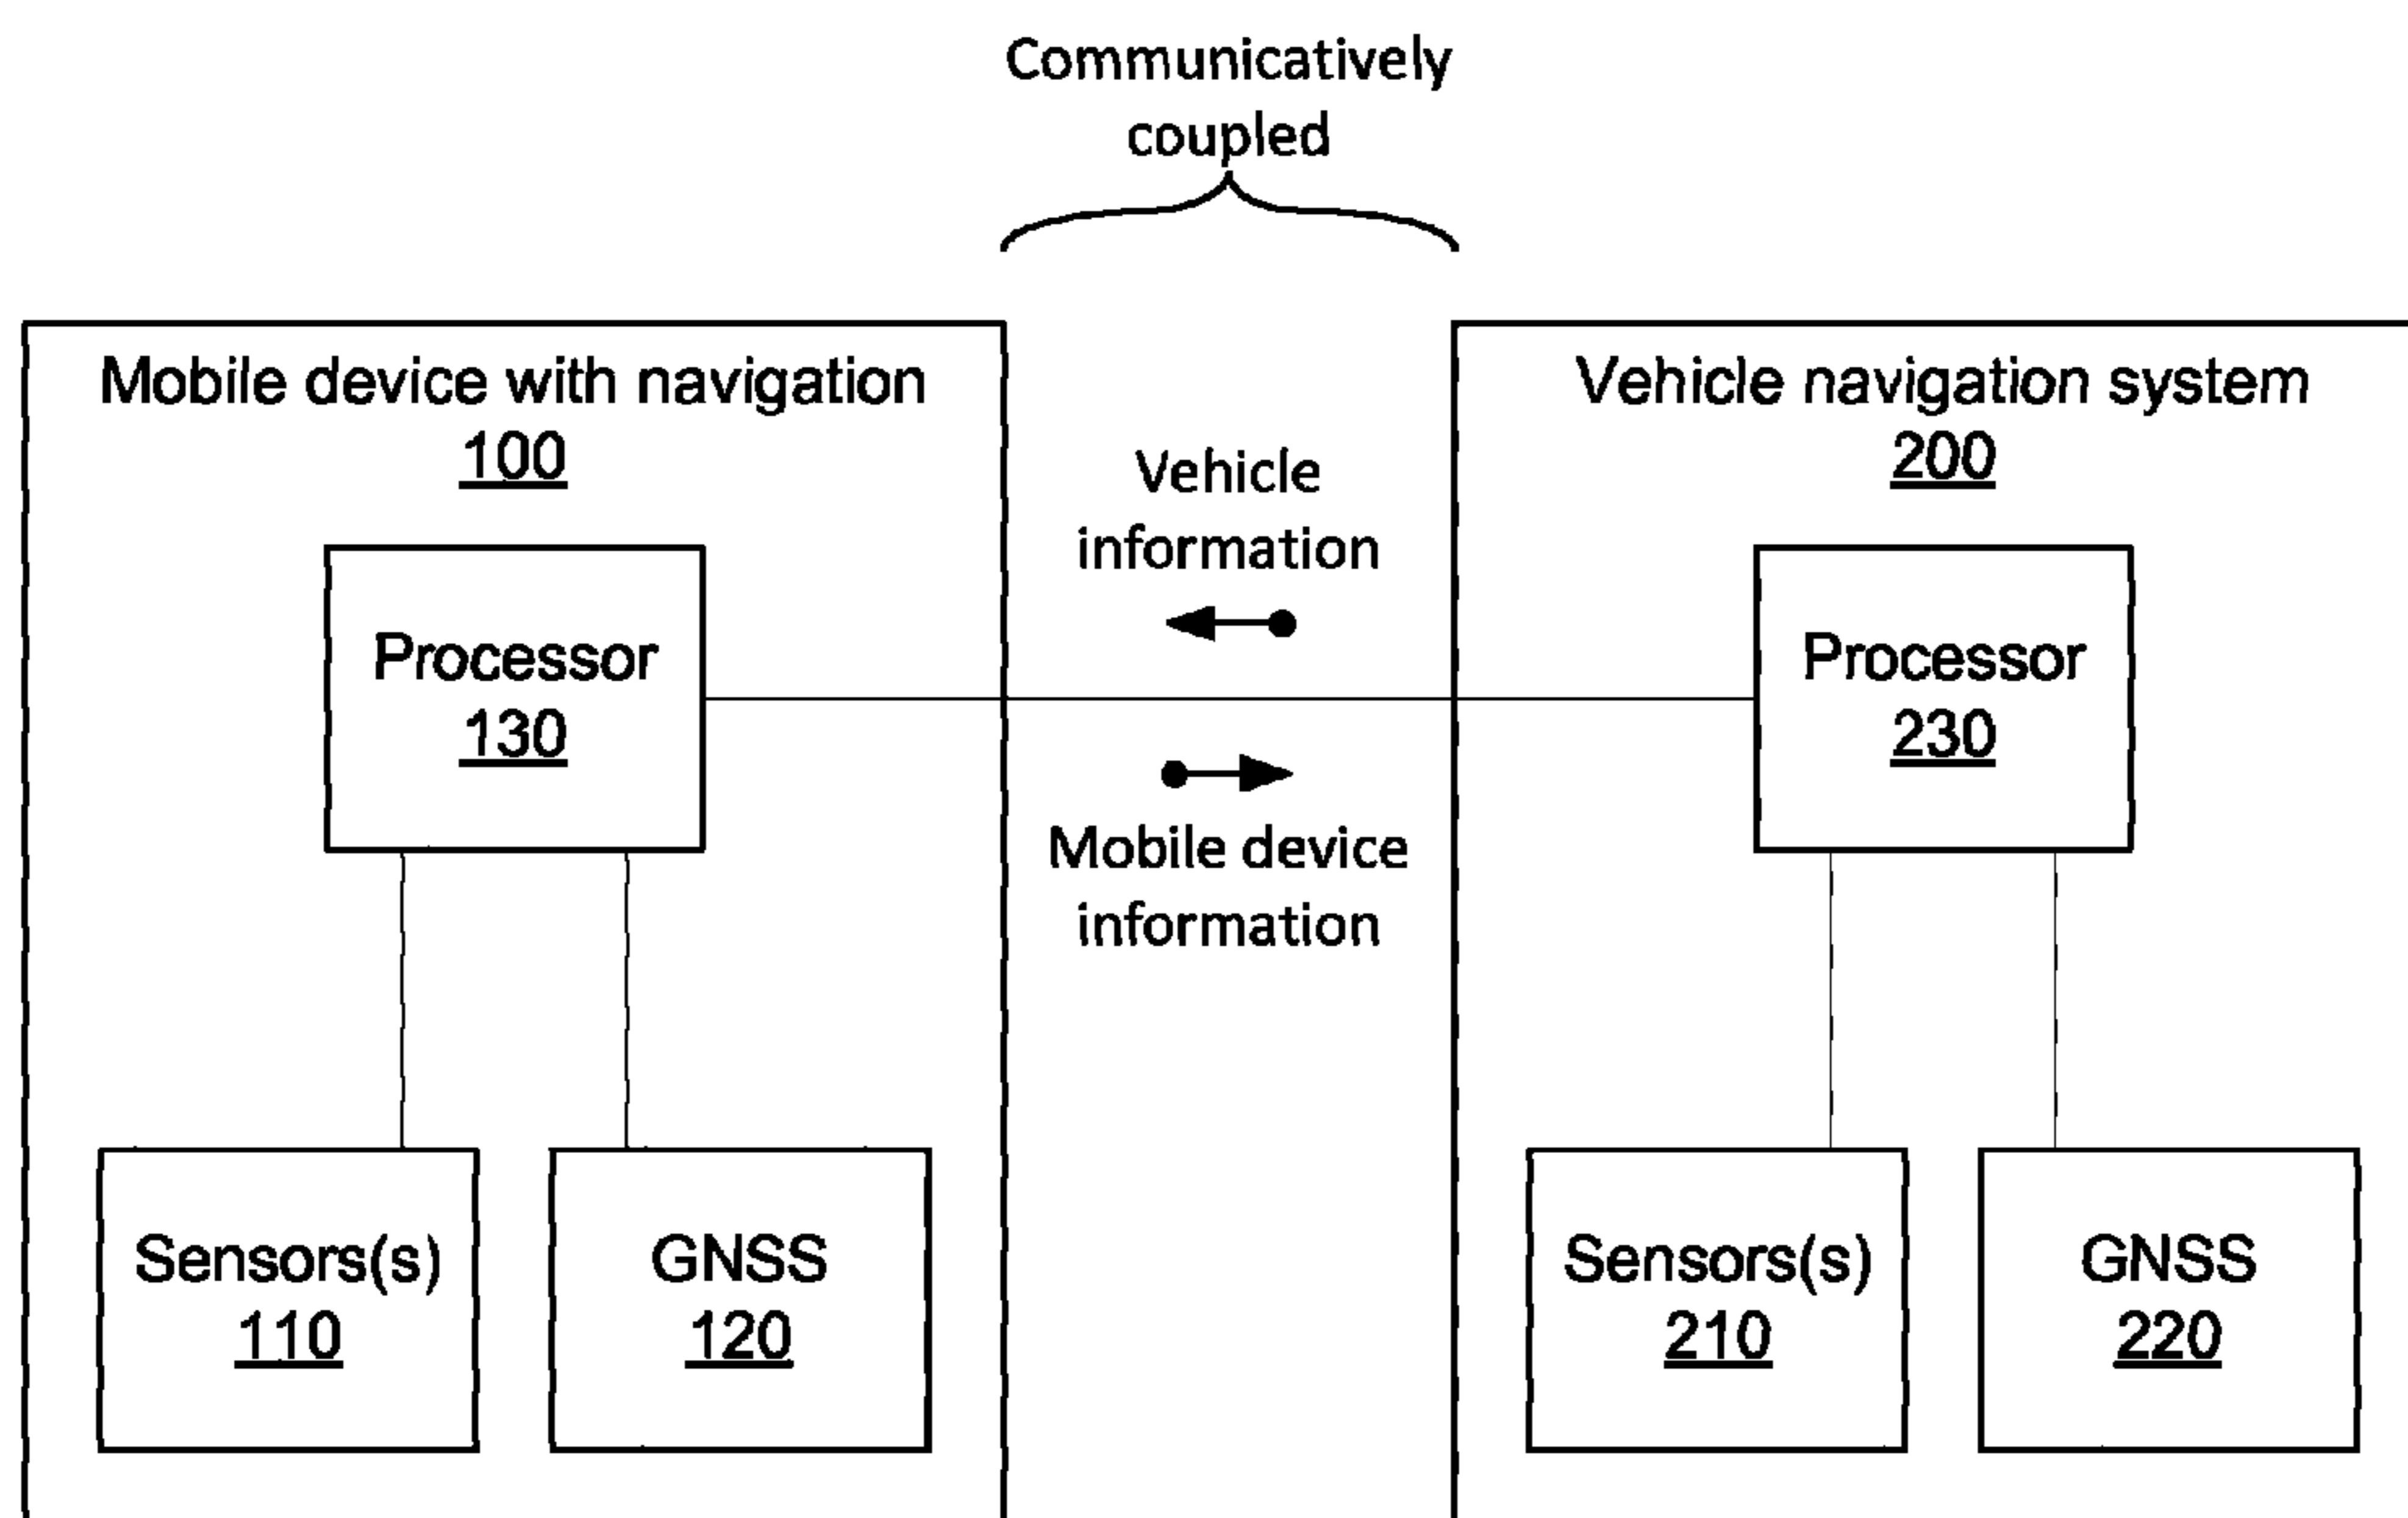 Communicatively
coupled
Mobile device with navigation
100
Processor
130
Sensors(s)
110
GNSS
120
Vehicle
information
Mobile device
information
Vehicle navigation system
200
Processor
230
Sensors(s)
210
GNSS
220